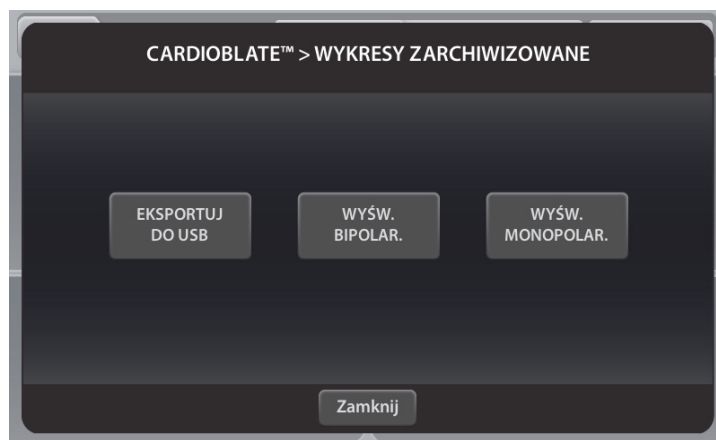 CARDIOBLATE™ > WYKRESY ZARCHIWIZOWANE
EKSPORTUJ
DO USB
WYŚW.
BIPOLAR.
WYŚW.
MONOPOLAR.
Zamknij